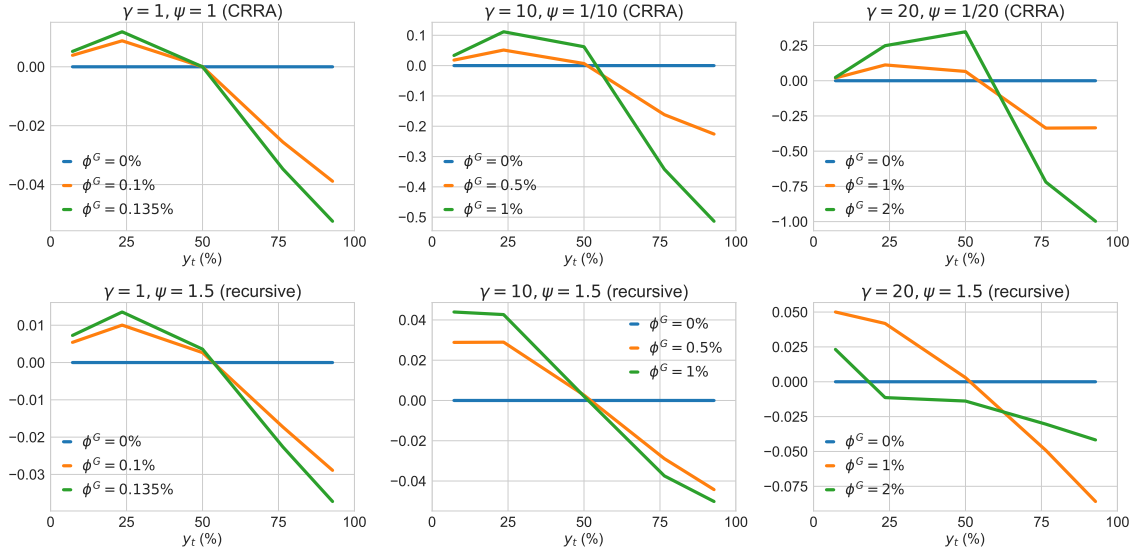 γ = 1, ψ = 1 (CRRA)
0.00
−0.02
−0.04
ϕ^G = 0%
ϕ^G = 0.1%
ϕ^G = 0.135%
0 25 50 75 100
y_t (%)
γ = 10, ψ = 1/10 (CRRA)
0.1
0.0
−0.1
−0.2
−0.3
−0.4
−0.5
ϕ^G = 0%
ϕ^G = 0.5%
ϕ^G = 1%
0 25 50 75 100
y_t (%)
γ = 20, ψ = 1/20 (CRRA)
0.25
0.00
−0.25
−0.50
−0.75
−1.00
ϕ^G = 0%
ϕ^G = 1%
ϕ^G = 2%
0 25 50 75 100
y_t (%)
γ = 1, ψ = 1.5 (recursive)
0.01
0.00
−0.01
−0.02
−0.03
ϕ^G = 0%
ϕ^G = 0.1%
ϕ^G = 0.135%
0 25 50 75 100
y_t (%)
γ = 10, ψ = 1.5 (recursive)
0.04
0.02
0.00
−0.02
−0.04
ϕ^G = 0%
ϕ^G = 0.5%
ϕ^G = 1%
0 25 50 75 100
y_t (%)
γ = 20, ψ = 1.5 (recursive)
0.050
0.025
0.000
−0.025
−0.050
−0.075
ϕ^G = 0%
ϕ^G = 1%
ϕ^G = 2%
0 25 50 75 100
y_t (%)